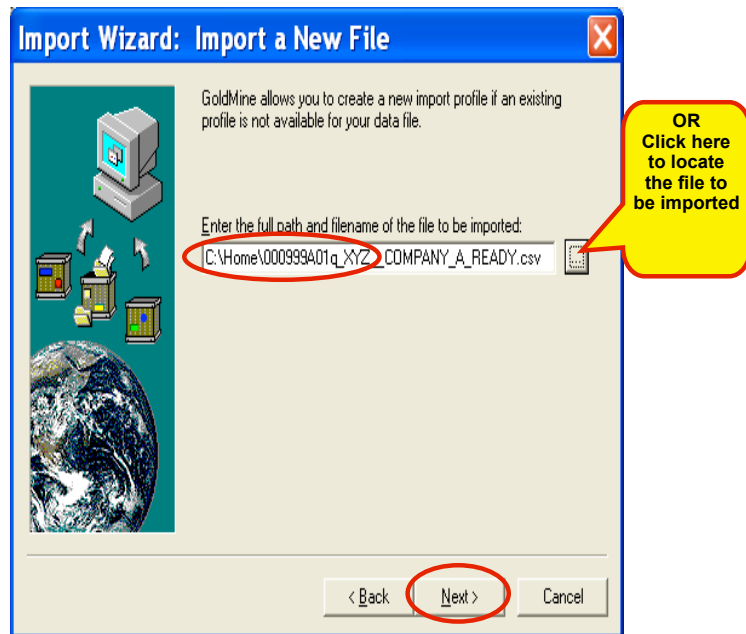 Import Wizard: Import a New File
GoldMine allows you to create a new import profile if an existing
profile is not available for your data file.
OR
Click here
to locate
the file to
be imported
Enter the full path and filename of the file to be imported:
C:\Home\000999A01q_XYZ__COMPANY_A_READY.csv
...
< Back
Next >
Cancel